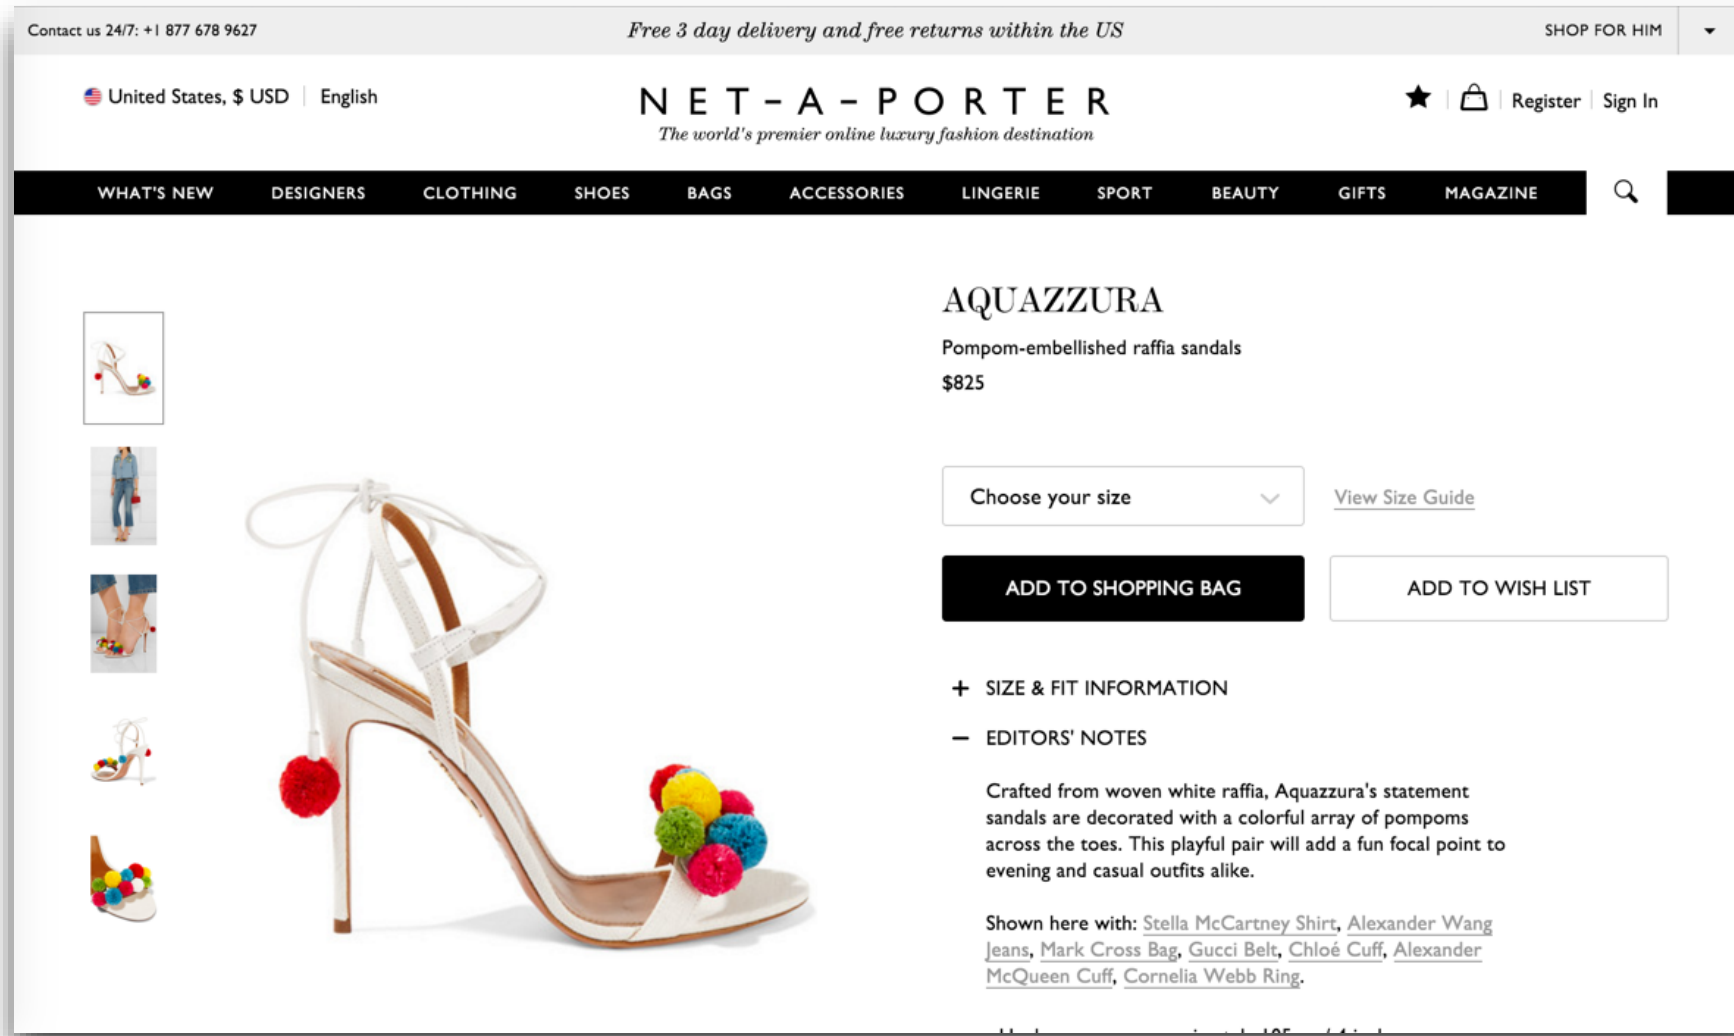 Contact us 24/7: +1 877 678 9627
Free 3 day delivery and free returns within the US
SHOP FOR HIM
United States, $ USD
English
NET-A-PORTER
The world's premier online luxury fashion destination
Register
Sign In
WHAT'S NEW
DESIGNERS
CLOTHING
SHOES
BAGS
ACCESSORIES
LINGERIE
SPORT
BEAUTY
GIFTS
MAGAZINE
AQUAZZURA
Pompom-embellished raffia sandals
$825
Choose your size
View Size Guide
ADD TO SHOPPING BAG
ADD TO WISH LIST
+ SIZE & FIT INFORMATION
– EDITORS' NOTES
Crafted from woven white raffia, Aquazzura's statement
sandals are decorated with a colorful array of pompoms
across the toes. This playful pair will add a fun focal point to
evening and casual outfits alike.
Shown here with: Stella McCartney Shirt, Alexander Wang
Jeans, Mark Cross Bag, Gucci Belt, Chloé Cuff, Alexander
McQueen Cuff, Cornelia Webb Ring.